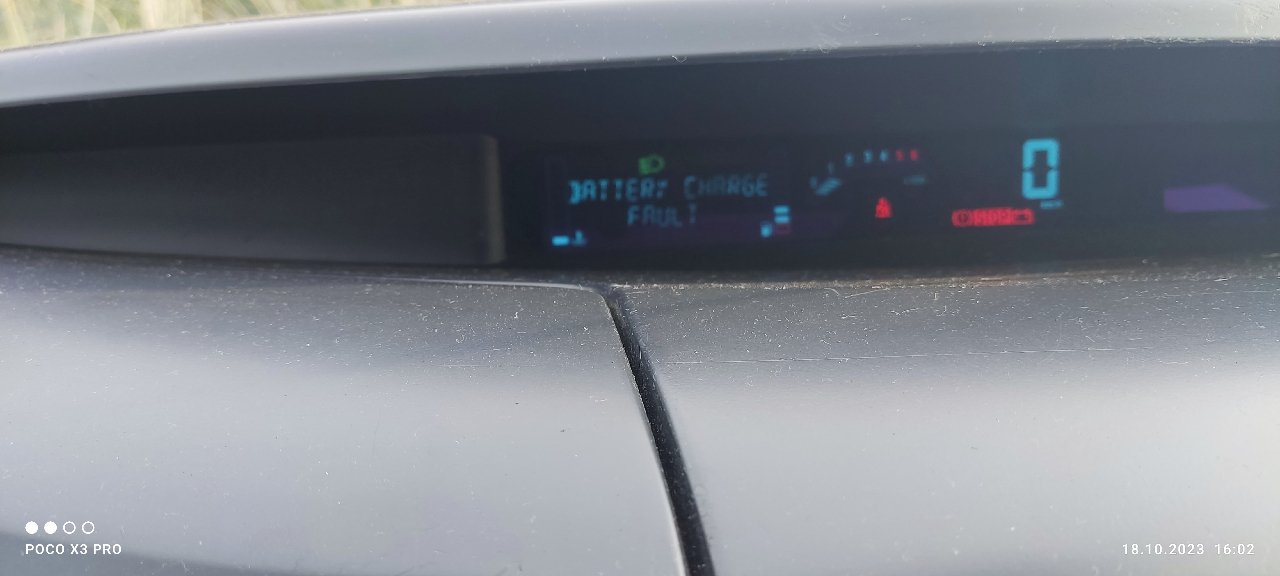 BATTERY CHARGE
FAULT
0
POCO X3 PRO
18.10.2023 16:02